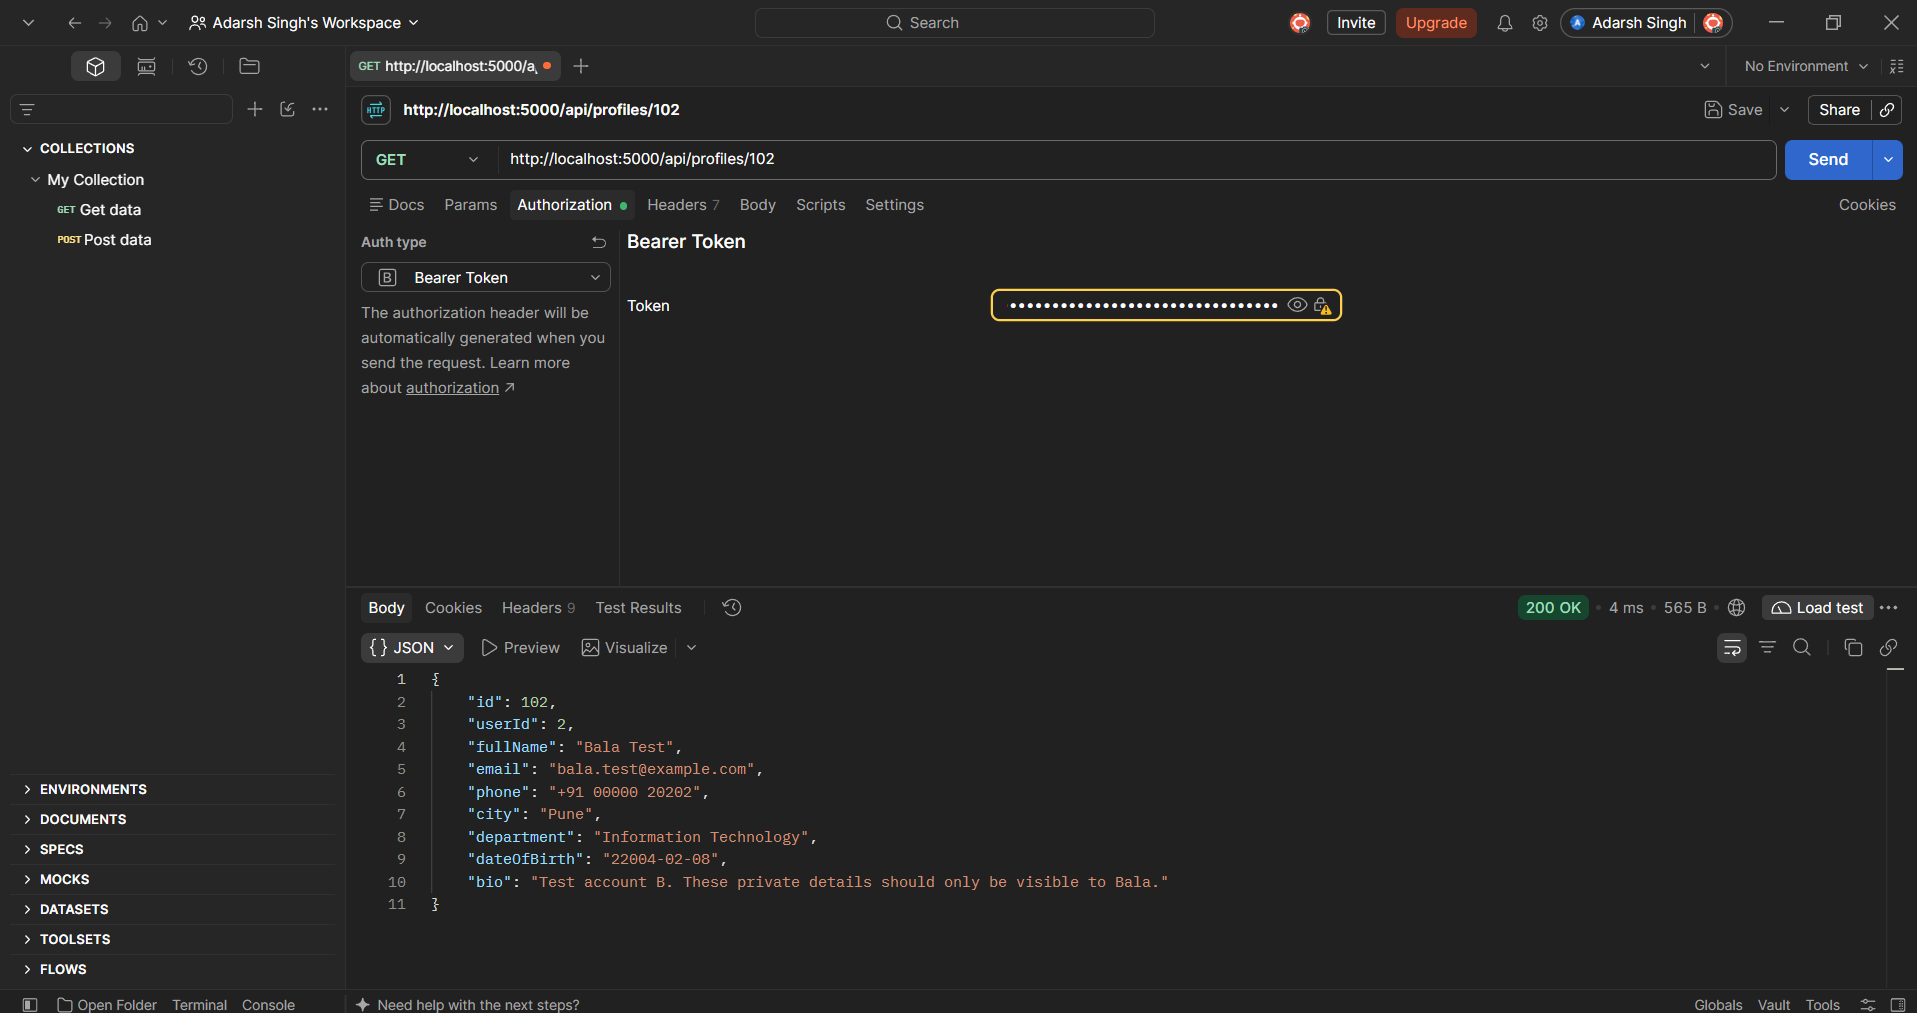 Adarsh Singh's Workspace
Search
Invite
Upgrade
Adarsh Singh
GET http://localhost:5000/a
No Environment
HTTP http://localhost:5000/api/profiles/102
Save
Share
COLLECTIONS
My Collection
GET Get data
POST Post data
GET
http://localhost:5000/api/profiles/102
Send
Docs Params Authorization Headers 7 Body Scripts Settings
Cookies
Auth type
B Bearer Token
The authorization header will be
automatically generated when you
send the request. Learn more
about authorization ↗
Bearer Token
Token
••••••••••••••••••••••••••••••••
Body Cookies Headers 9 Test Results
200 OK • 4 ms • 565 B •
Load test
{} JSON Preview Visualize
1 {
2 "id": 102,
3 "userId": 2,
4 "fullName": "Bala Test",
5 "email": "bala.test@example.com",
6 "phone": "+91 00000 20202",
7 "city": "Pune",
8 "department": "Information Technology",
9 "dateOfBirth": "22004-02-08",
10 "bio": "Test account B. These private details should only be visible to Bala."
11 }
ENVIRONMENTS
DOCUMENTS
SPECS
MOCKS
DATASETS
TOOLSETS
FLOWS
Open Folder Terminal Console
Need help with the next steps?
Globals Vault Tools